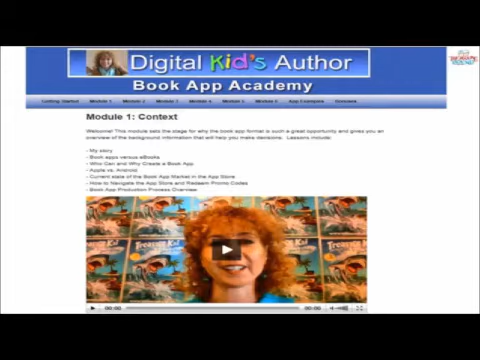 Digital Kid's Author
Book App Academy
Getting Started Module 1 Module 2 Module 3 Module 4 Module 5 Module 6 App Examples
Module 1: Context
Welcome! This module sets the stage for why the book app format is such a great opportunity and gives you an
overview of the background information that will help you make decisions. Lessons include:
- My story
- Book apps versus eBooks
- Who Can and Why Create a Book App
- Apple vs. Android
- Current state of the Book App Market in the App Store
- How to Navigate the App Store and Redeem Promo Codes
- Book App Production Process Overview
Treasure Kai
Treasure Kai
00:00 00:00